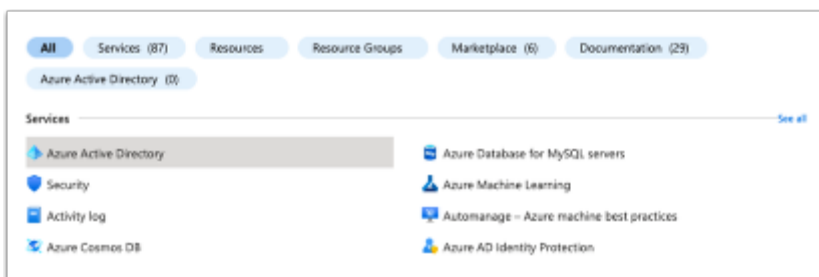 All Services (87) Resources Resource Groups Marketplace (6) Documentation (29)
Azure Active Directory (0)
Services See all
Azure Active Directory Azure Database for MySQL servers
Security Azure Machine Learning
Activity log Automanage – Azure machine best practices
Azure Cosmos DB Azure AD Identity Protection